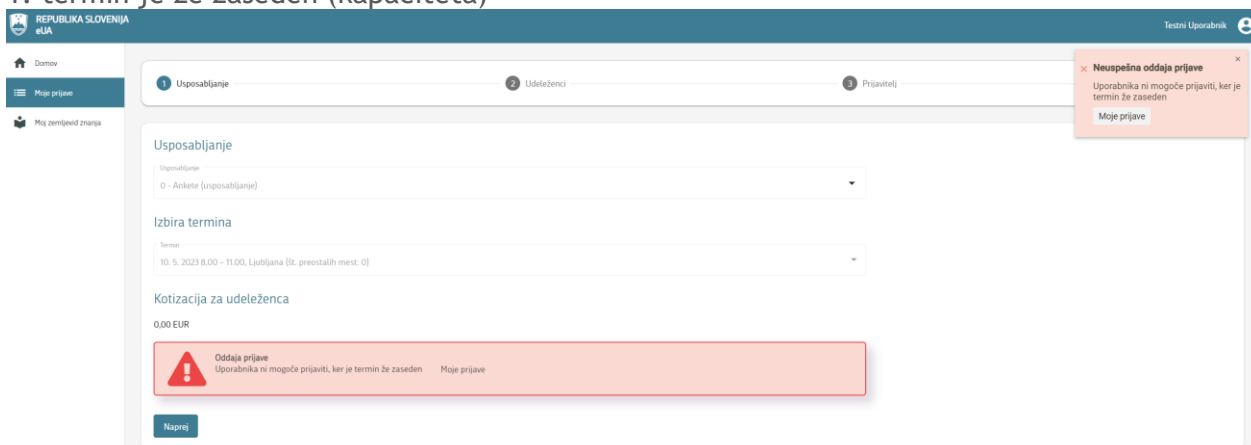 1. termin je že zaseden (kapaciteta)
REPUBLIKA SLOVENIJA
eUA
Testni Uporabnik
Domov
Moje prijave
Moj zemljevid znanja
1 Usposabljanje
2 Udeleženci
3 Prijavitelj
× Neuspešna oddaja prijave ×
Uporabnika ni mogoče prijaviti, ker je
termin že zaseden
Moje prijave
Usposabljanje
Usposabljanje
0 - Ankete (usposabljanje)
Izbira termina
Termin
10. 5. 2023 8.00 – 11.00, Ljubljana (št. preostalih mest: 0)
Kotizacija za udeleženca
0,00 EUR
Oddaja prijave
Uporabnika ni mogoče prijaviti, ker je termin že zaseden Moje prijave
Naprej